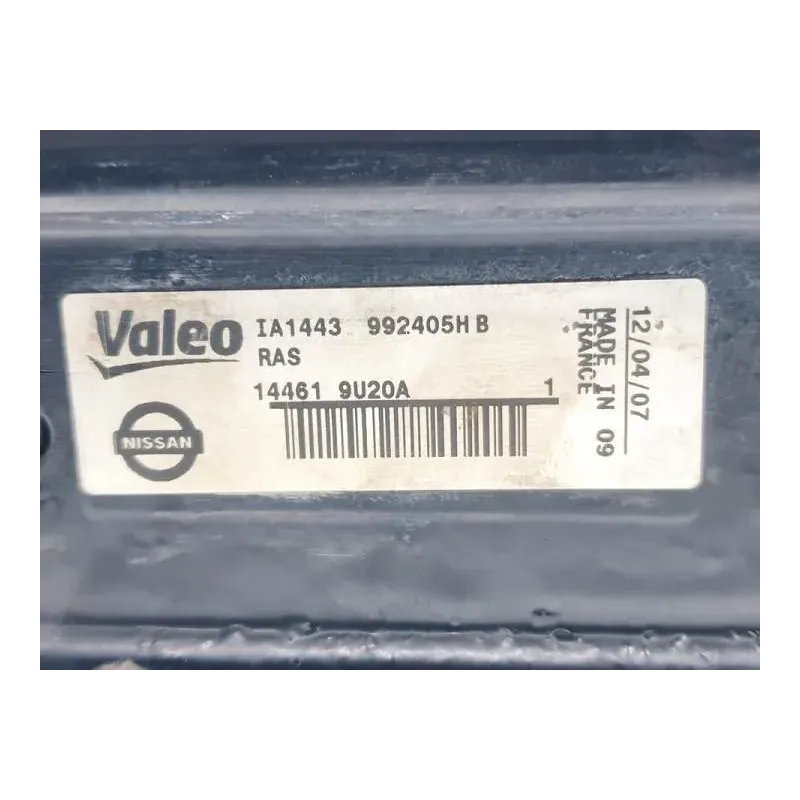 Valeo
IA1443 992405H B
RAS
14461 9U20A 1
NISSAN
12/04/07
MADE IN 09
FRANCE